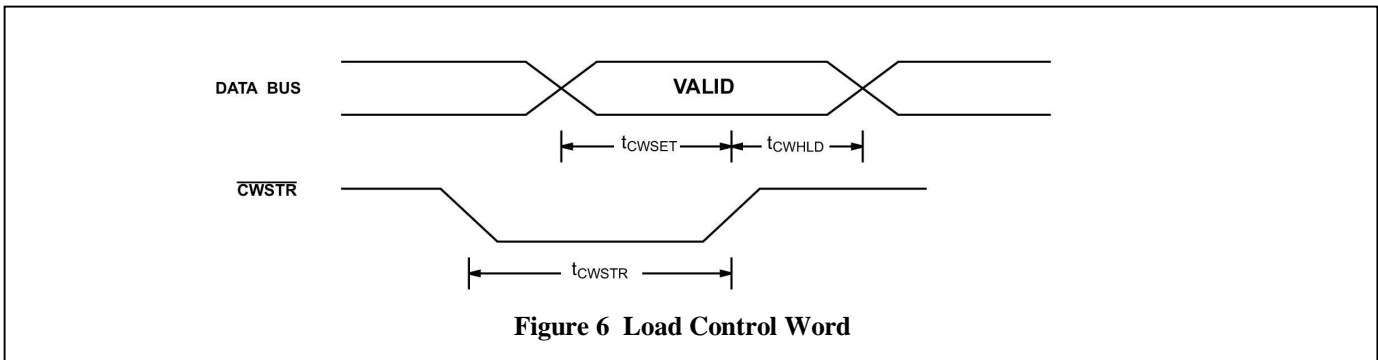 DATA BUS
VALID
tCWSET
tCWHLD
CWSTR
tCWSTR
Figure 6 Load Control Word